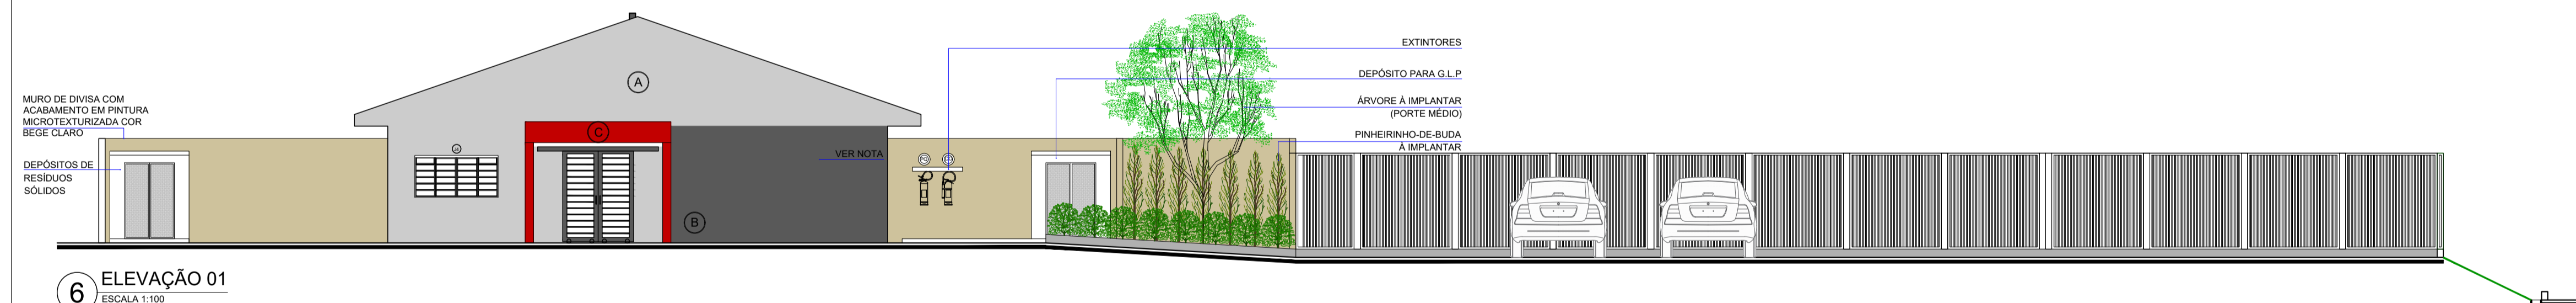 MURO DE DIVISA COM
ACABAMENTO EM PINTURA
MICROTEXTURIZADA COR
BEGE CLARO
DEPÓSITOS DE
RESÍDUOS
SÓLIDOS
A
C
J4
B
VER NOTA
EXTINTORES
DEPÓSITO PARA G.L.P
ÁRVORE À IMPLANTAR
(PORTE MÉDIO)
PINHEIRINHO-DE-BUDA
À IMPLANTAR
6
ELEVAÇÃO 01
ESCALA 1:100